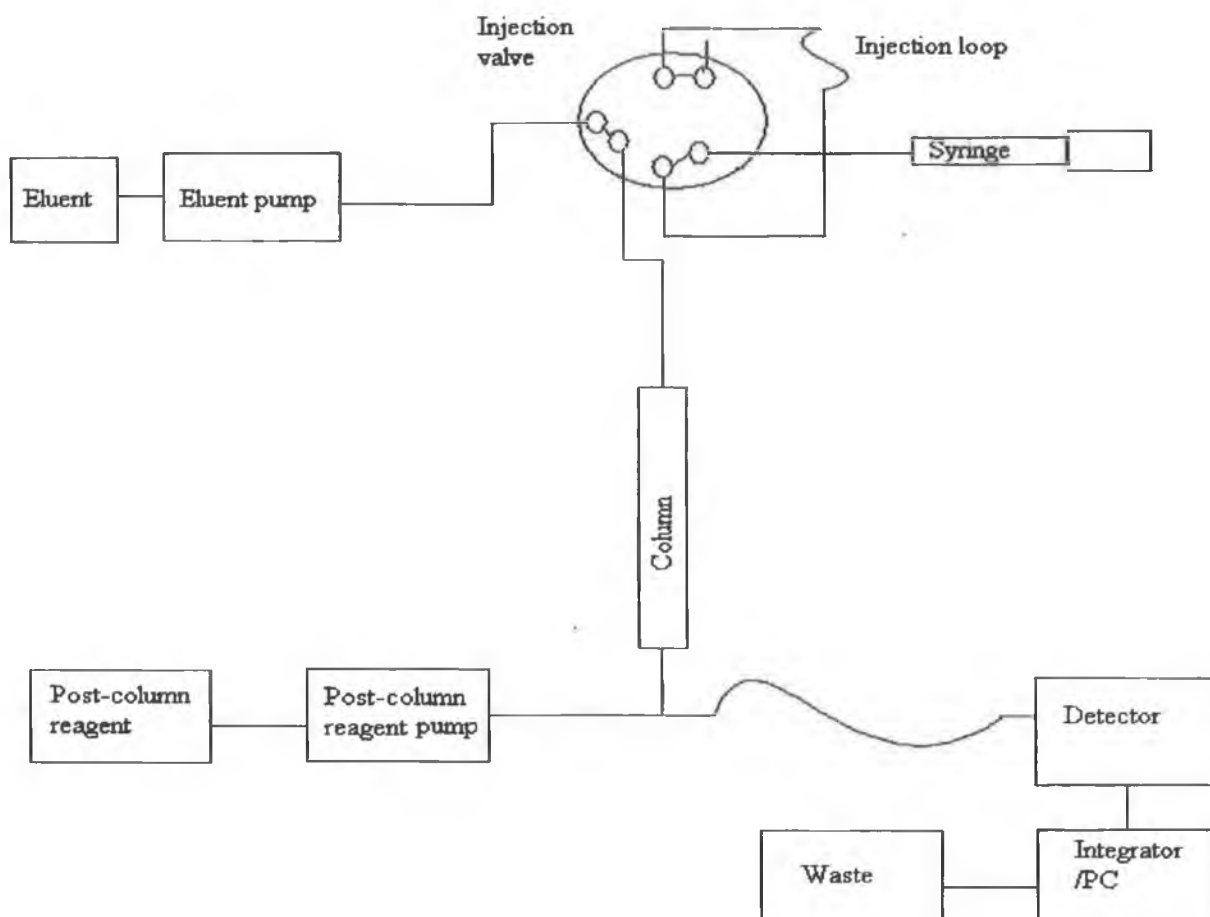 Injection
valve
Injection loop
Syringe
Eluent
Eluent pump
Column
Post-column
reagent
Post-column
reagent pump
Detector
Integrator
/PC
Waste